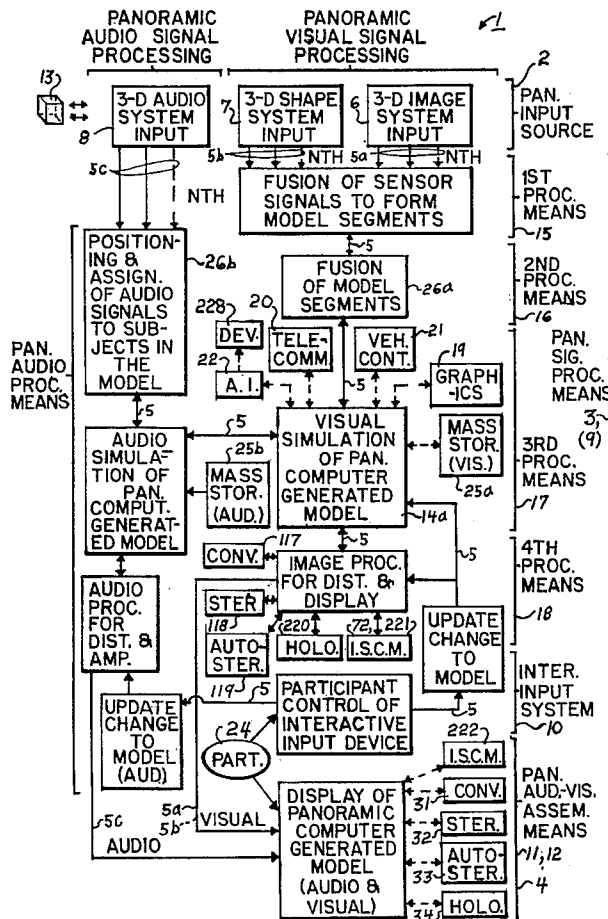 PANORAMIC
AUDIO SIGNAL
PROCESSING
PANORAMIC
VISUAL SIGNAL
PROCESSING
1
2
13
8
3-D AUDIO
SYSTEM
INPUT
7
3-D SHAPE
SYSTEM
INPUT
6
3-D IMAGE
SYSTEM
INPUT
PAN.
INPUT
SOURCE
5c
NTH
5b
NTH
5a
NTH
FUSION OF SENSOR
SIGNALS TO FORM
MODEL SEGMENTS
1ST
PROC.
MEANS
15
5
POSITION-
ING &
ASSIGN.
OF AUDIO
SIGNALS
TO SUB-
JECTS IN
THE
MODEL
26b
FUSION
OF MODEL
SEGMENTS
26a
2ND
PROC.
MEANS
16
PAN.
AUDIO
PROC.
MEANS
228
DEV.
22
A.I.
20
TELE-
COMM.
21
VEH.
CONT.
19
GRAPH-
ICS
5
5
PAN.
SIG.
PROC.
MEANS
3,
(9)
AUDIO
SIMULA-
TION OF
PAN.
COMPUT.
GENERAT-
ED MODEL
5
25b
MASS
STOR.
(AUD.)
VISUAL
SIMULATION
OF PAN.
COMPUTER
GENERATED
MODEL
14a
MASS
STOR.
(VIS.)
25a
3RD
PROC.
MEANS
17
5
5
117
CONV.
118
STER.
119
AUTO-
STER.
IMAGE PROC.
FOR DIST. &
DISPLAY
220
HOLO.
72,
221
I.S.C.M.
4TH
PROC.
MEANS
18
AUDIO
PROC.
FOR
DIST. &
AMP.
UPDATE
CHANGE
TO
MODEL
5
UPDATE
CHANGE TO
MODEL
(AUD)
5
PARTICIPANT
CONTROL OF
INTERACTIVE
INPUT DEVICE
INTER.
INPUT
SYSTEM
10
24
PART.
5a
5b
VISUAL
5c
AUDIO
DISPLAY OF
PANORAMIC
COMPUTER
GENERATED
MODEL
(AUDIO &
VISUAL)
222
I.S.C.M.
31
CONV.
32
STER.
33
AUTO-
STER.
34
HOLO.
PAN.
AUD.-VIS.
ASSEM.
MEANS
11, 12
4